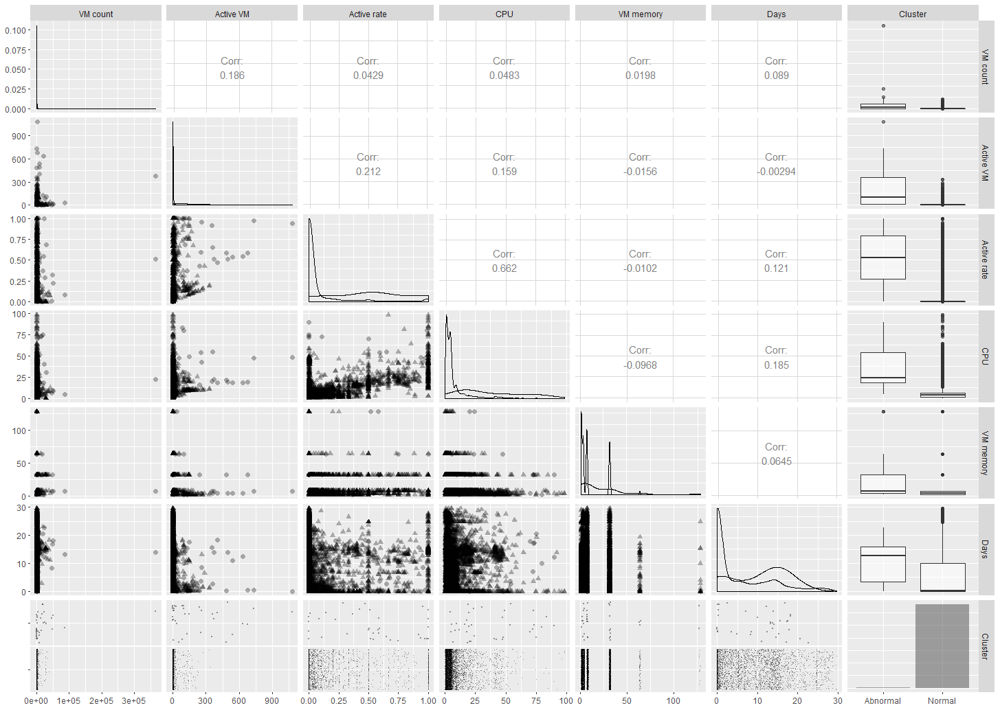 VM count Active VM Active rate CPU VM memory Days Cluster
0.100
0.075
0.050
0.025
0.000
Corr:
0.186
Corr:
0.0429
Corr:
0.0483
Corr:
0.0198
Corr:
0.089
VM count
900
600
300
0
Corr:
0.212
Corr:
0.159
Corr:
-0.0156
Corr:
-0.00294
Active VM
1.00
0.75
0.50
0.25
0.00
Corr:
0.662
Corr:
-0.0102
Corr:
0.121
Active rate
100
75
50
25
0
Corr:
-0.0968
Corr:
0.185
CPU
100
50
0
Corr:
0.0645
VM memory
30
20
10
0
Days
Cluster
0e+00 1e+05 2e+05 3e+05 0 300 600 900 0.00 0.25 0.50 0.75 1.00 0 25 50 75 100 0 50 100 0 10 20 30 Abnormal Normal